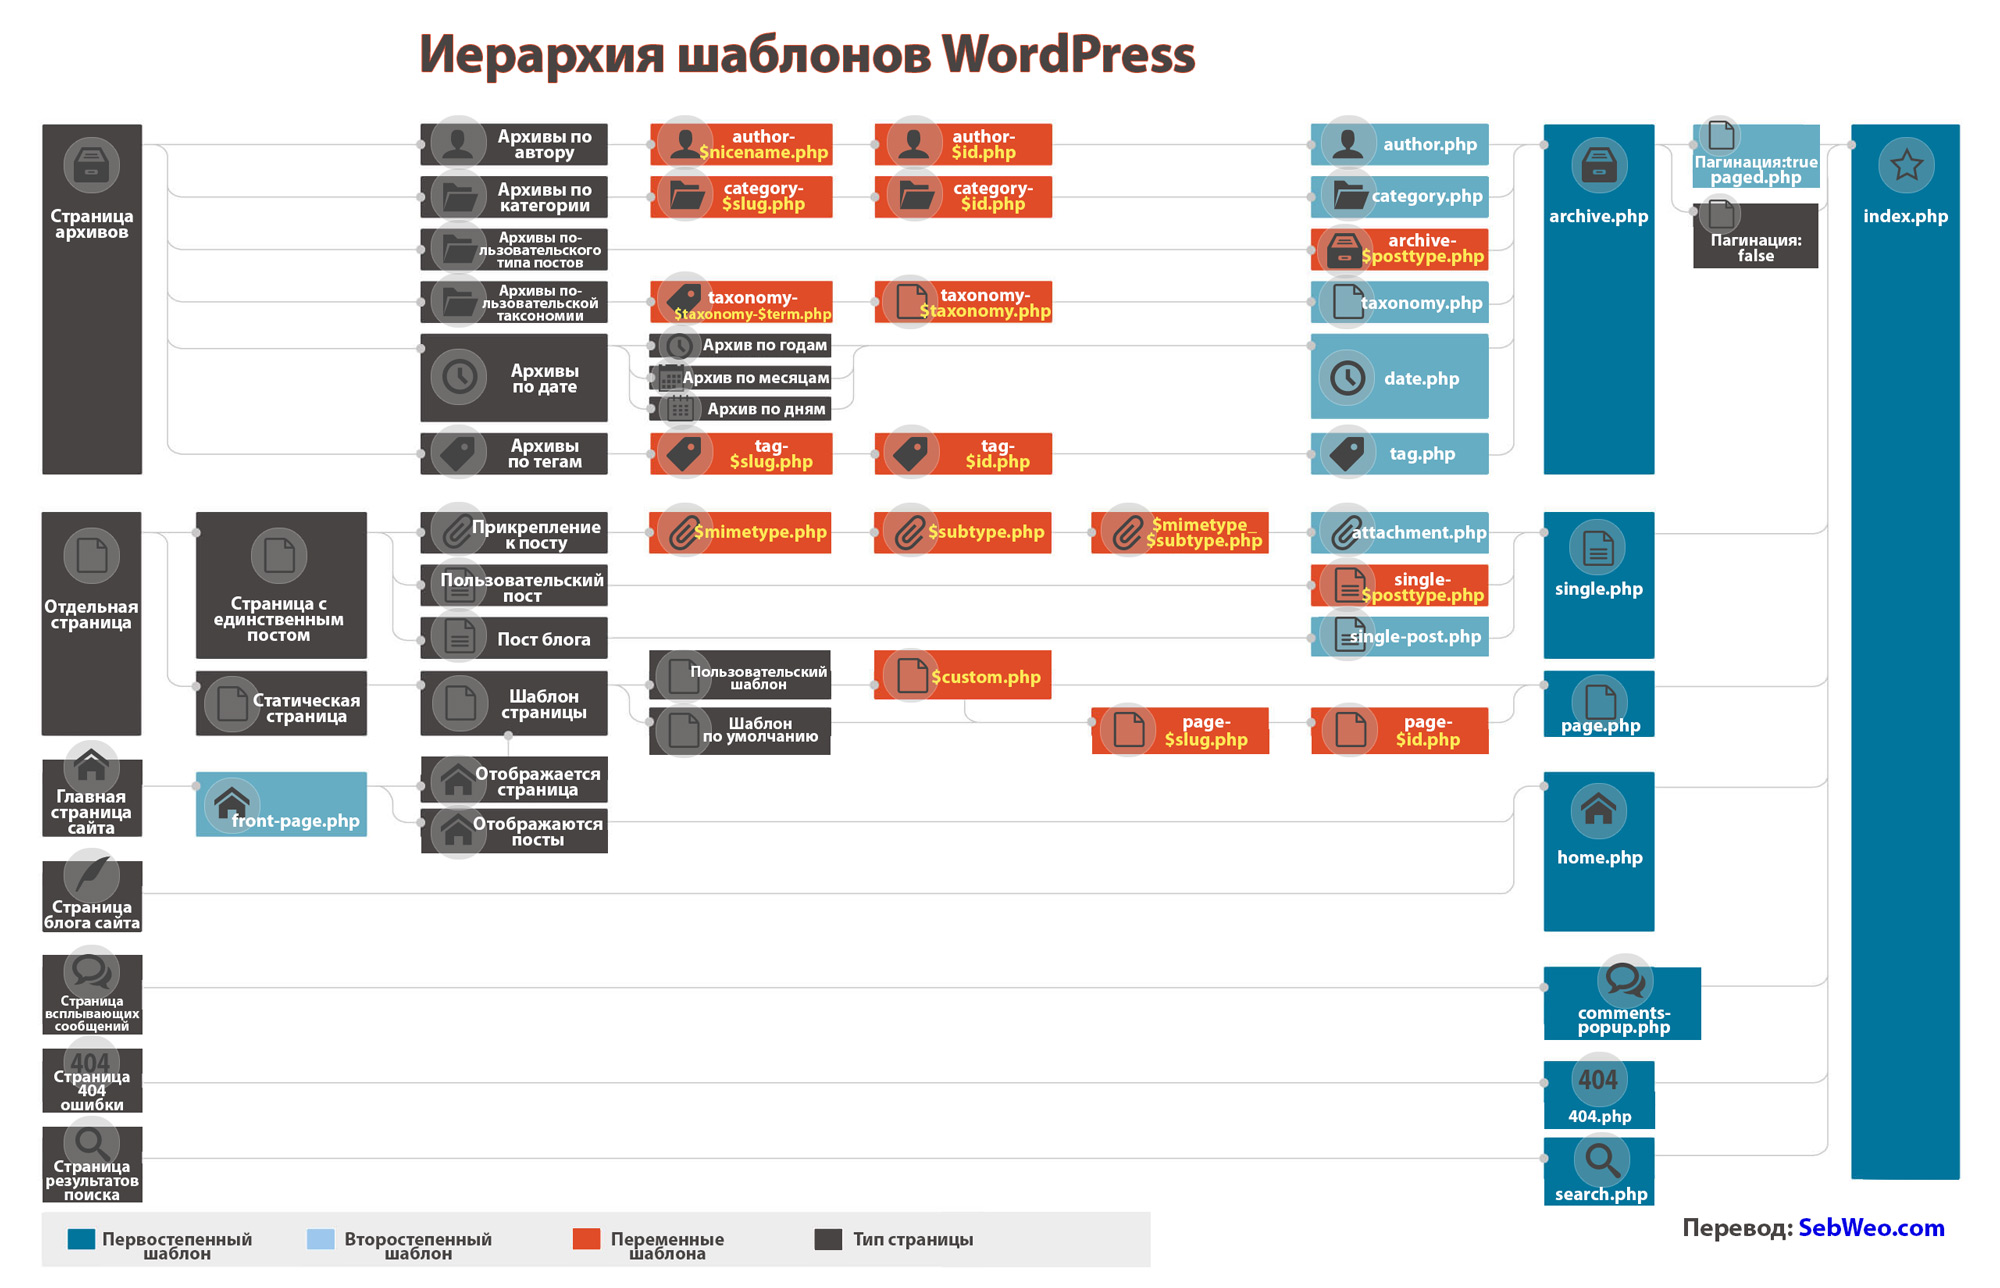 Иерархия шаблонов WordPress
Страница
архивов
Архивы по
автору
author-
$nicename.php
author-
$id.php
author.php
archive.php
Пагинация:true
paged.php
index.php
Архивы по
категории
category-
$slug.php
category-
$id.php
category.php
Пагинация:
false
Архивы по-
льзовательского
типа постов
archive-
$posttype.php
Архивы по-
льзовательской
таксономии
taxonomy-
$taxonomy-$term.php
taxonomy-
$taxonomy.php
taxonomy.php
Архивы
по дате
Архив по годам
Архив по месяцам
Архив по дням
date.php
Архивы
по тегам
tag-
$slug.php
tag-
$id.php
tag.php
Отдельная
страница
Страница с
единственным
постом
Прикрепление
к посту
$mimetype.php
$subtype.php
$mimetype_
$subtype.php
attachment.php
single.php
Пользовательский
пост
single-
$posttype.php
Пост блога
single-post.php
Статическая
страница
Шаблон
страницы
Пользовательский
шаблон
$custom.php
page.php
Шаблон
по умолчанию
page-
$slug.php
page-
$id.php
Главная
страница
сайта
front-page.php
Отображается
страница
Отображаются
посты
home.php
Страница
блога сайта
Страница
всплывающих
сообщений
comments-
popup.php
404
Страница
404
ошибки
404
404.php
Страница
результатов
поиска
search.php
Первостепенный
шаблон
Второстепенный
шаблон
Переменные
шаблона
Тип страницы
Перевод: SebWeo.com